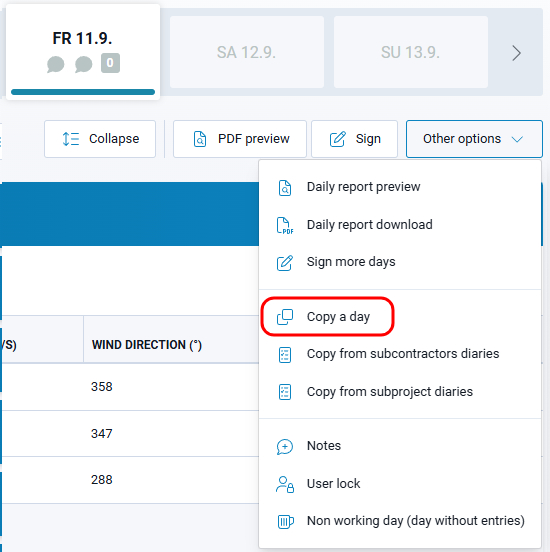 FR 11.9.
0
SA 12.9.
SU 13.9.
Collapse
PDF preview
Sign
Other options
Daily report preview
PDF
Daily report download
Sign more days
Copy a day
Copy from subcontractors diaries
Copy from subproject diaries
Notes
User lock
Non working day (day without entries)
/S)
WIND DIRECTION (°)
358
347
288